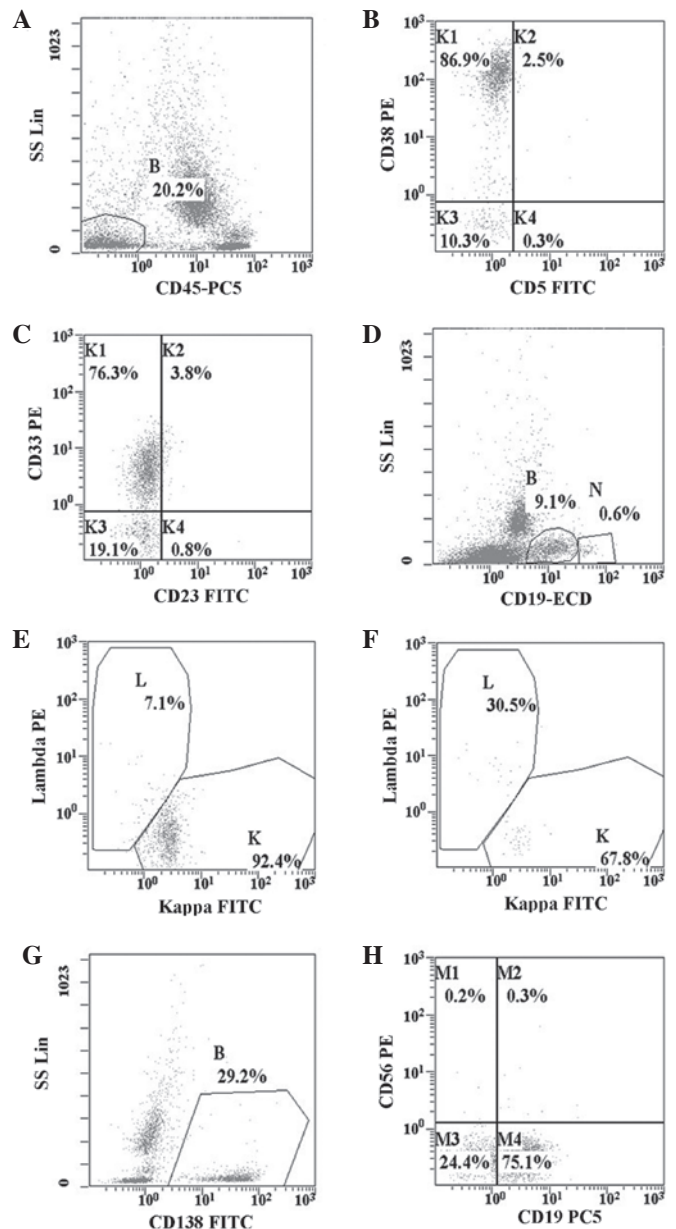 A
1023
SS Lin
0
B
20.2%
10⁰ 10¹ 10² 10³
CD45-PC5
B
10³
10²
10¹
10⁰
CD38 PE
K1 K2
86.9% 2.5%
K3 K4
10.3% 0.3%
10⁰ 10¹ 10² 10³
CD5 FITC
C
10³
10²
10¹
10⁰
CD33 PE
K1 K2
76.3% 3.8%
K3 K4
19.1% 0.8%
10⁰ 10¹ 10² 10³
CD23 FITC
D
1023
SS Lin
0
B N
9.1% 0.6%
10⁰ 10¹ 10² 10³
CD19-ECD
E
10³
10²
10¹
10⁰
Lambda PE
L
7.1%
K
92.4%
10⁰ 10¹ 10² 10³
Kappa FITC
F
10³
10²
10¹
10⁰
Lambda PE
L
30.5%
K
67.8%
10⁰ 10¹ 10² 10³
Kappa FITC
G
1023
SS Lin
0
B
29.2%
10⁰ 10¹ 10² 10³
CD138 FITC
H
10³
10²
10¹
10⁰
CD56 PE
M1 M2
0.2% 0.3%
M3 M4
24.4% 75.1%
10⁰ 10¹ 10² 10³
CD19 PC5